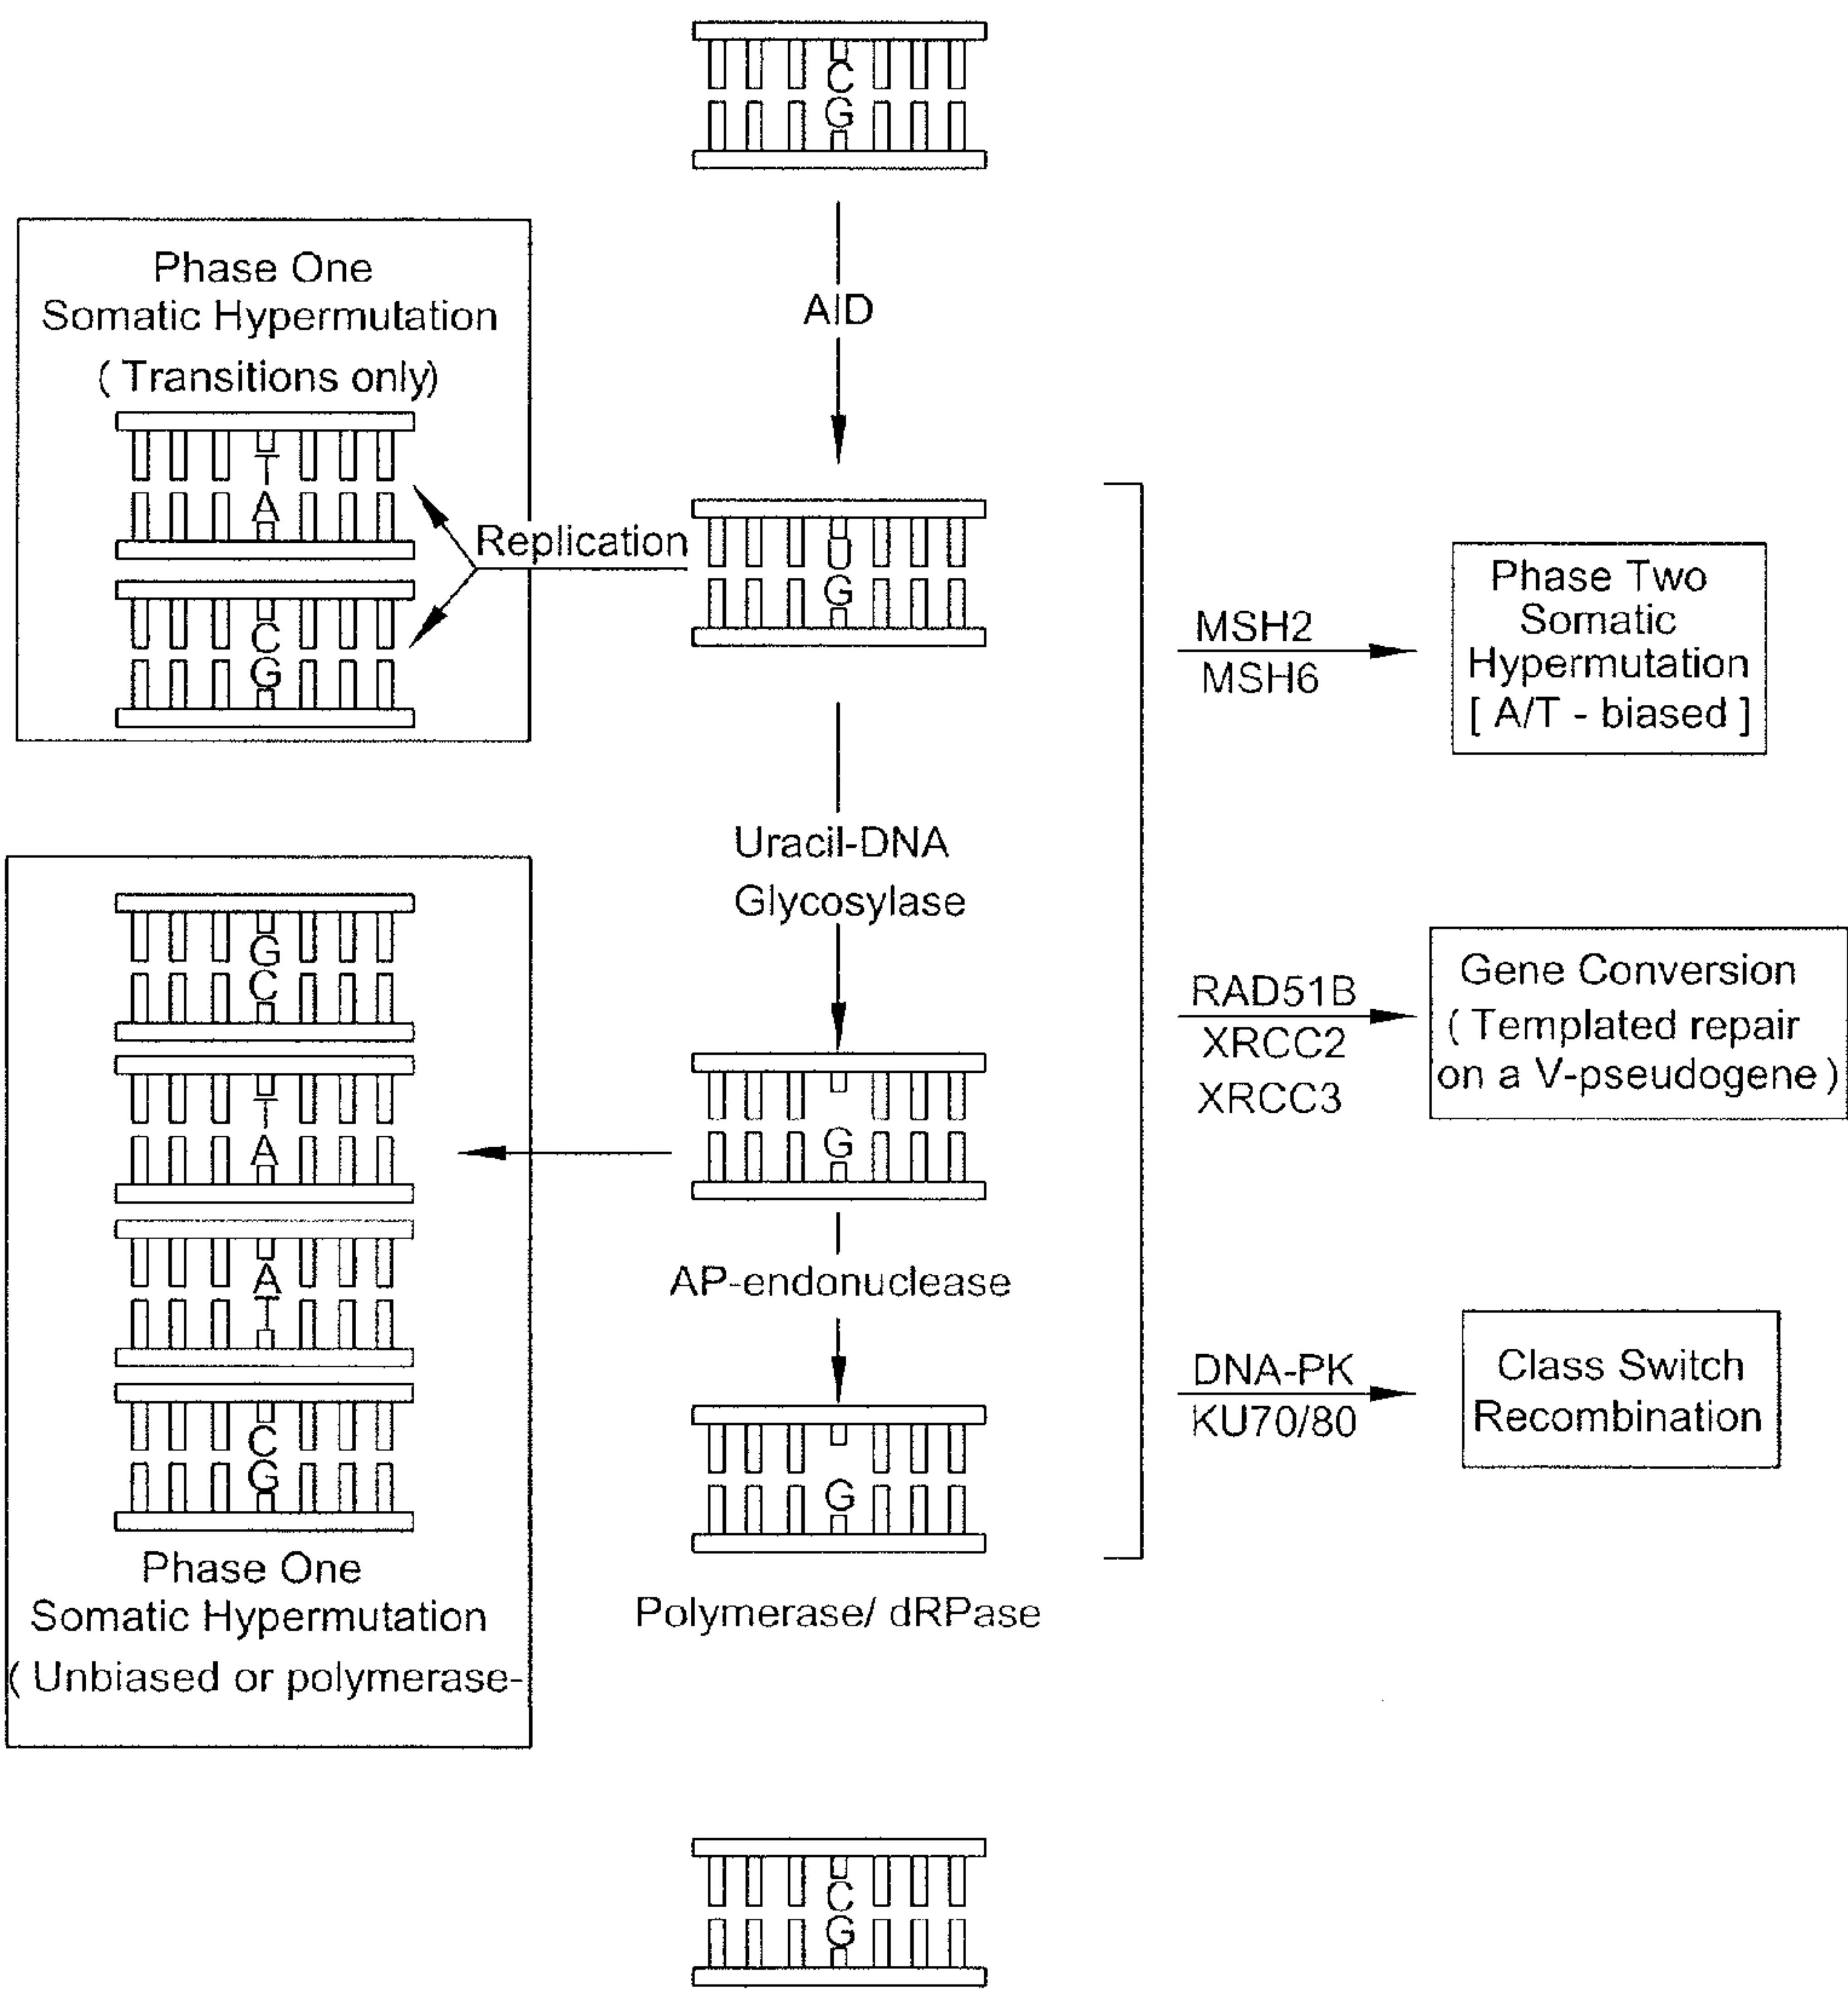 C
G
AID
Phase One
Somatic Hypermutation
( Transitions only)
T
A
C
G
Replication
U
G
MSH2
MSH6
Phase Two
Somatic
Hypermutation
[ A/T - biased ]
Uracil-DNA
Glycosylase
G
C
T
A
A
T
C
G
Phase One
Somatic Hypermutation
( Unbiased or polymerase-
G
AP-endonuclease
G
Polymerase/ dRPase
RAD51B
XRCC2
XRCC3
Gene Conversion
( Templated repair
on a V-pseudogene )
DNA-PK
KU70/80
Class Switch
Recombination
C
G